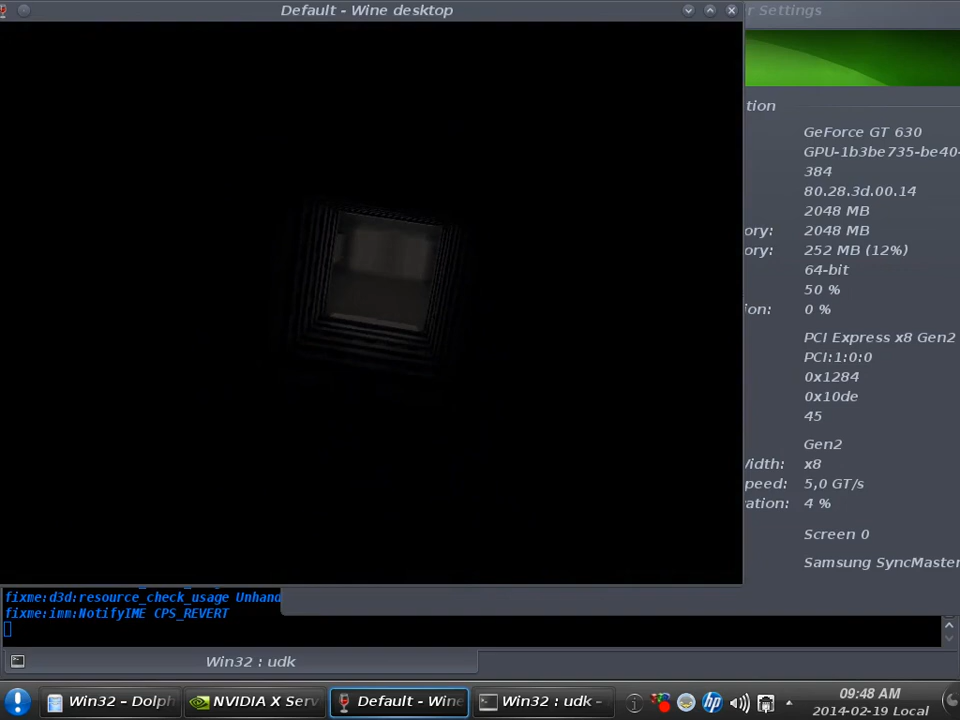 Default - Wine desktop
r Settings
tion
GeForce GT 630
GPU-1b3be735-be40-
384
80.28.3d.00.14
2048 MB
ory: 2048 MB
ory: 252 MB (12%)
64-bit
50 %
ion: 0 %
PCI Express x8 Gen2
PCI:1:0:0
0x1284
0x10de
45
Gen2
Width: x8
peed: 5,0 GT/s
ation: 4 %
Screen 0
Samsung SyncMaster
fixme:d3d:resource_check_usage Unhand
fixme:imm:NotifyIME CPS_REVERT
Win32 : udk
Win32 – Dolph
NVIDIA X Serv
Default - Wine
Win32 : udk –
hp
09:48 AM
2014-02-19 Local